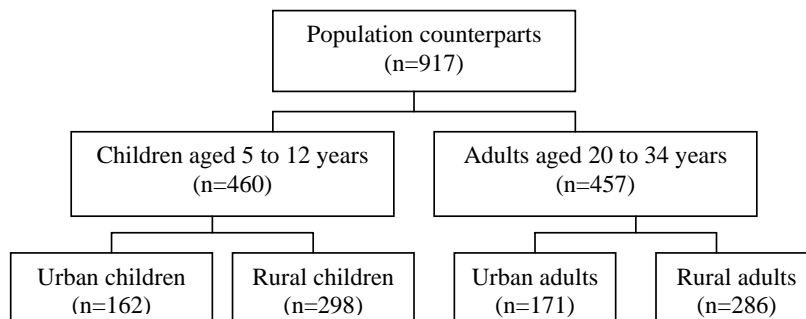 Population counterparts
(n=917)
Children aged 5 to 12 years
(n=460)
Adults aged 20 to 34 years
(n=457)
Urban children
(n=162)
Rural children
(n=298)
Urban adults
(n=171)
Rural adults
(n=286)